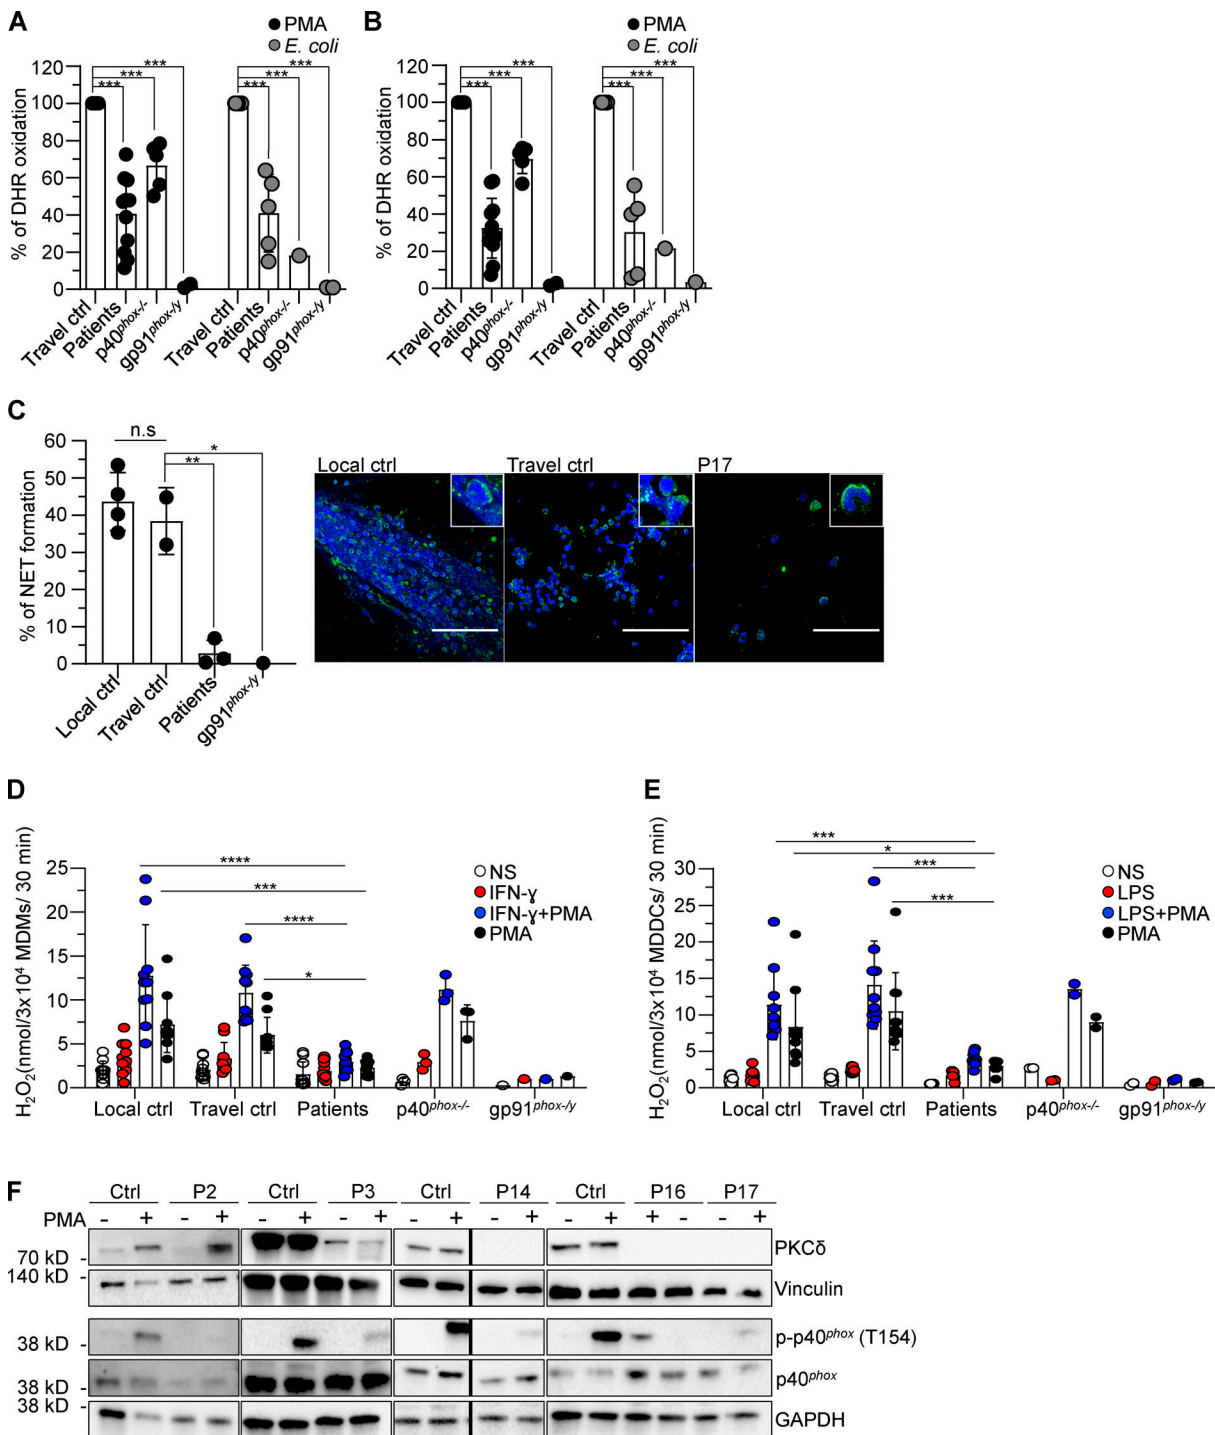 A
PMA
E. coli
***
***
***
***
***
***
% of DHR oxidation
120
100
80
60
40
20
0
Travel ctrl
Patients
p40phox-/-
gp91phox-/y
Travel ctrl
Patients
p40phox-/-
gp91phox-/y
B
PMA
E. coli
***
***
***
***
***
***
% of DHR oxidation
120
100
80
60
40
20
0
Travel ctrl
Patients
p40phox-/-
gp91phox-/y
Travel ctrl
Patients
p40phox-/-
gp91phox-/y
C
n.s
*
**
% of NET formation
60
50
40
30
20
10
0
Local ctrl
Travel ctrl
Patients
gp91phox-/y
Local ctrl
Travel ctrl
P17
D
H2O2(nmol/3x10⁴ MDMs/ 30 min)
25
20
15
10
5
0
****
***
****
*
NS
IFN-γ
IFN-γ+PMA
PMA
Local ctrl
Travel ctrl
Patients
p40phox-/-
gp91phox-/y
E
H2O2(nmol/3x10⁴ MDDCs/ 30 min)
30
25
20
15
10
5
0
***
*
***
***
NS
LPS
LPS+PMA
PMA
Local ctrl
Travel ctrl
Patients
p40phox-/-
gp91phox-/y
F
Ctrl P2 Ctrl P3 Ctrl P14 Ctrl P16 P17
PMA - + - + - + - + - + - + - + + - - +
70 kD - PKCδ
140 kD - Vinculin
38 kD - p-p40phox (T154)
38 kD - p40phox
38 kD - GAPDH